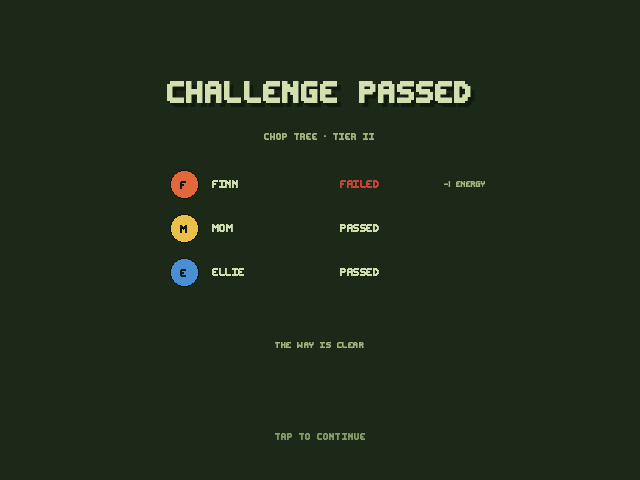 CHALLENGE PASSED
CHOP TREE · TIER II
F FINN FAILED -1 ENERGY
M MOM PASSED
E ELLIE PASSED
THE WAY IS CLEAR
TAP TO CONTINUE